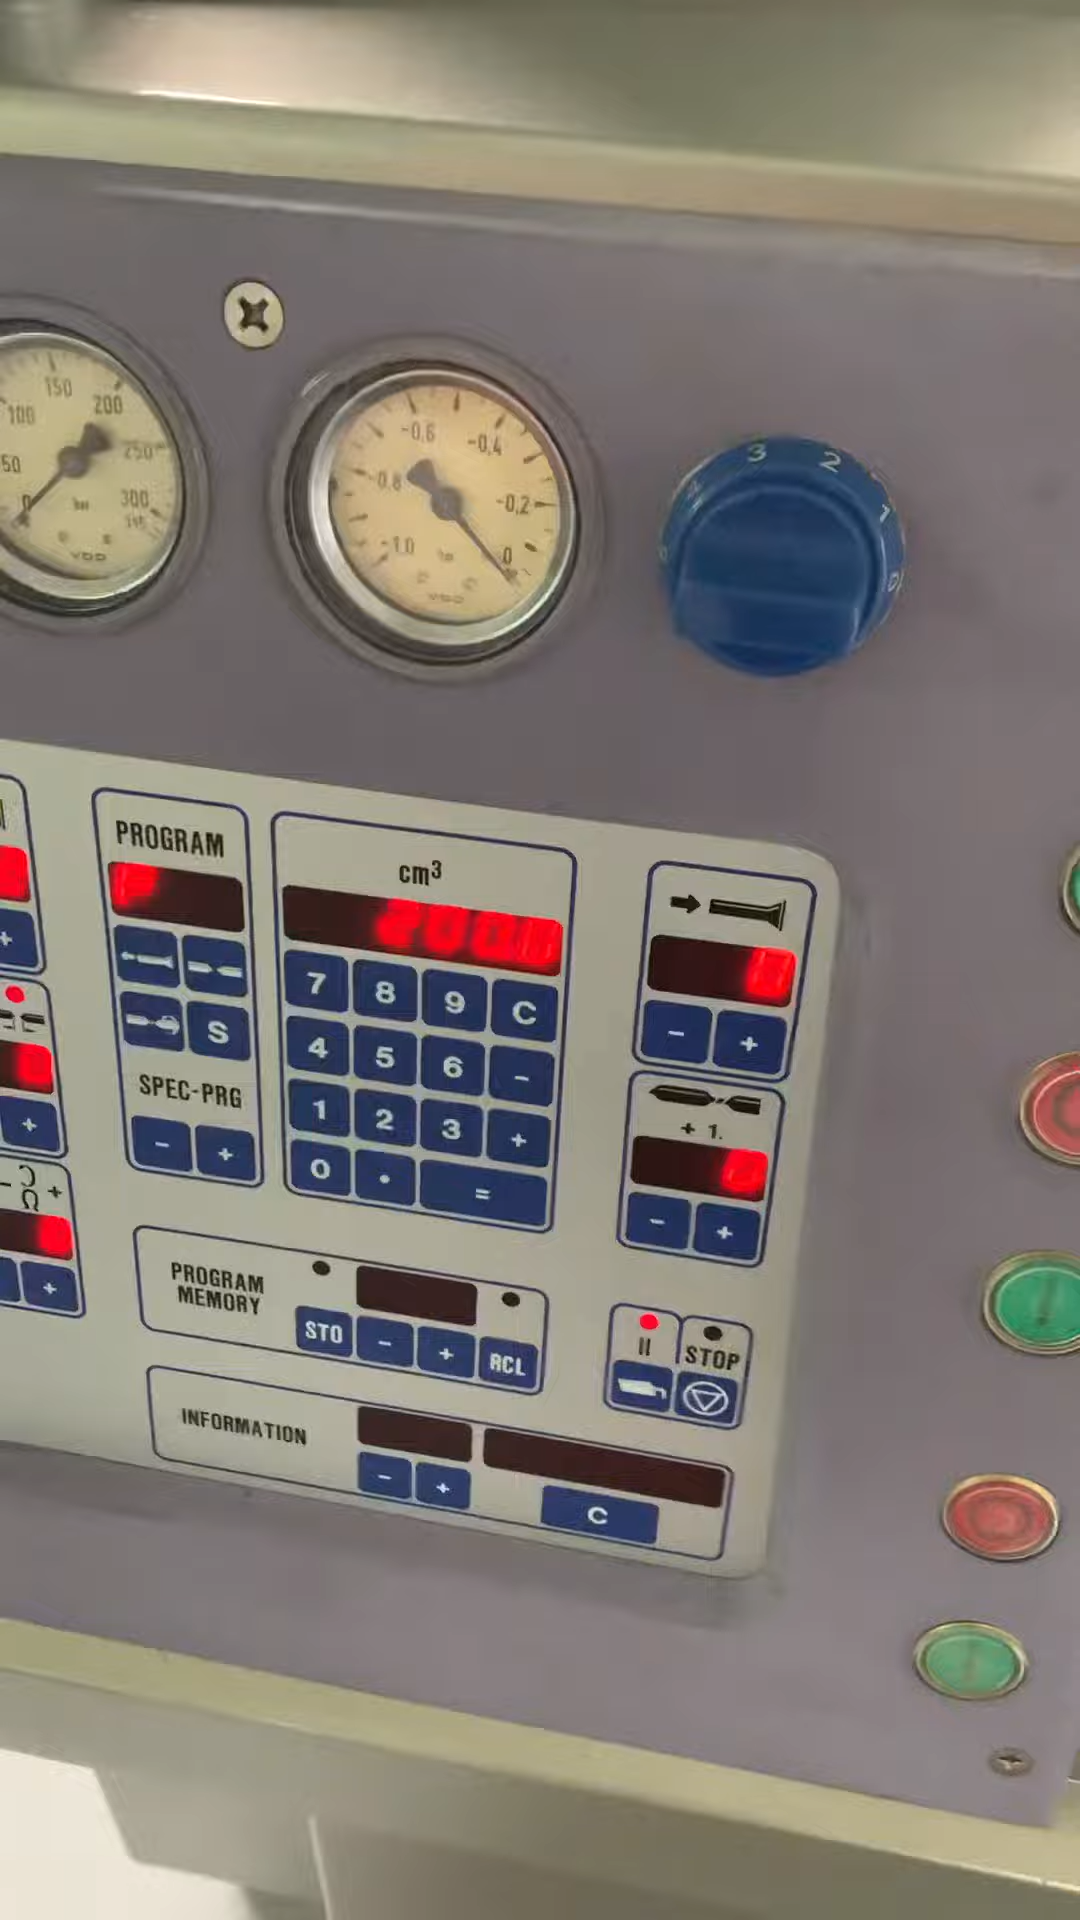 150
100
200
50
250
0
300
bar
VDO
-0,6
-0,4
-0,8
-0,2
-1,0
0
VDO
3
2
1
0
PROGRAM
cm³
7 8 9 C
4 5 6 -
S
SPEC-PRG
1 2 3 +
- +
0 . =
- +
+ 1.
- +
+
+
- +
+
PROGRAM
MEMORY
STO - + RCL
II STOP
INFORMATION
- + C